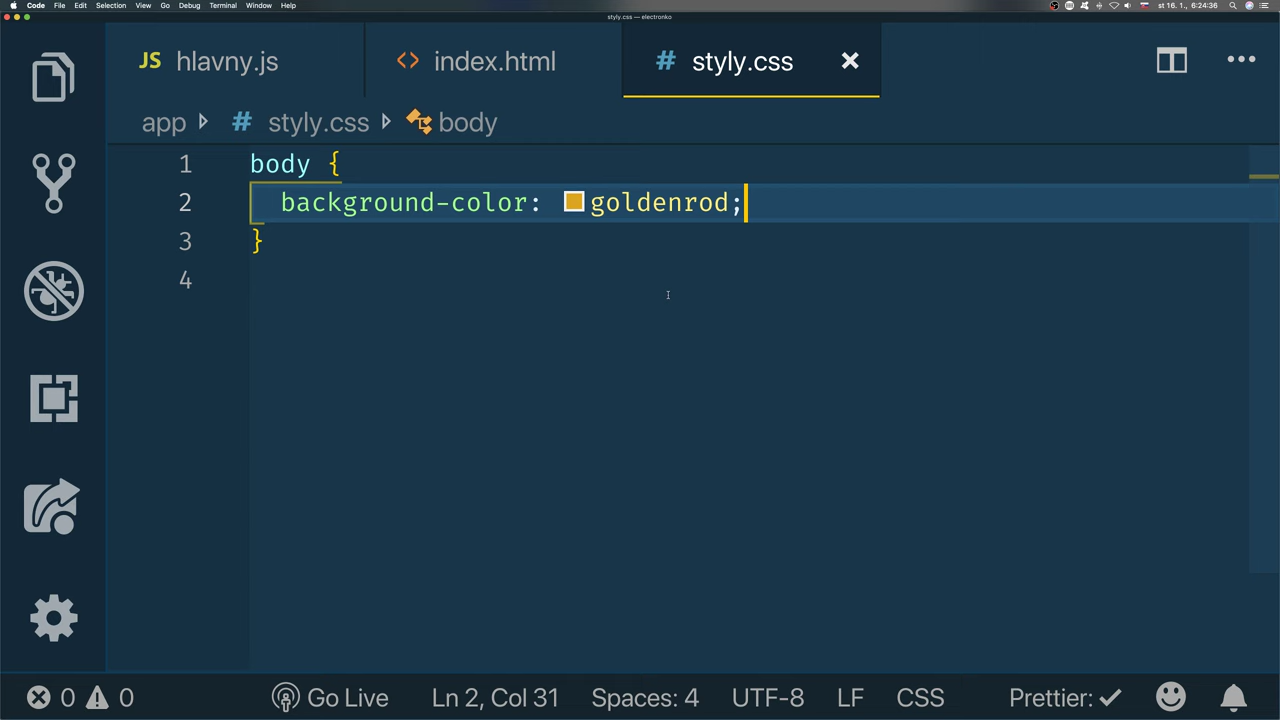 Code File Edit Selection View Go Debug Terminal Window Help
st 16. 1., 6:24:36
styly.css — electronko
JS hlavny.js
<> index.html
# styly.css
app # styly.css body
1 body {
2 background-color: goldenrod;
3 }
4
0 0 Go Live Ln 2, Col 31 Spaces: 4 UTF-8 LF CSS Prettier: